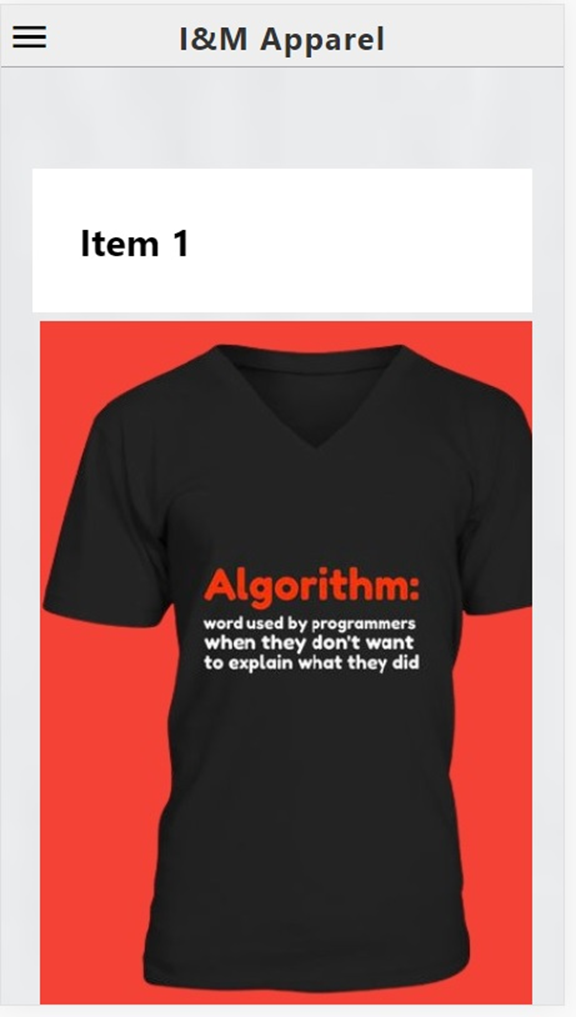 I&M Apparel
Item 1
Algorithm:
word used by programmers
when they don't want
to explain what they did